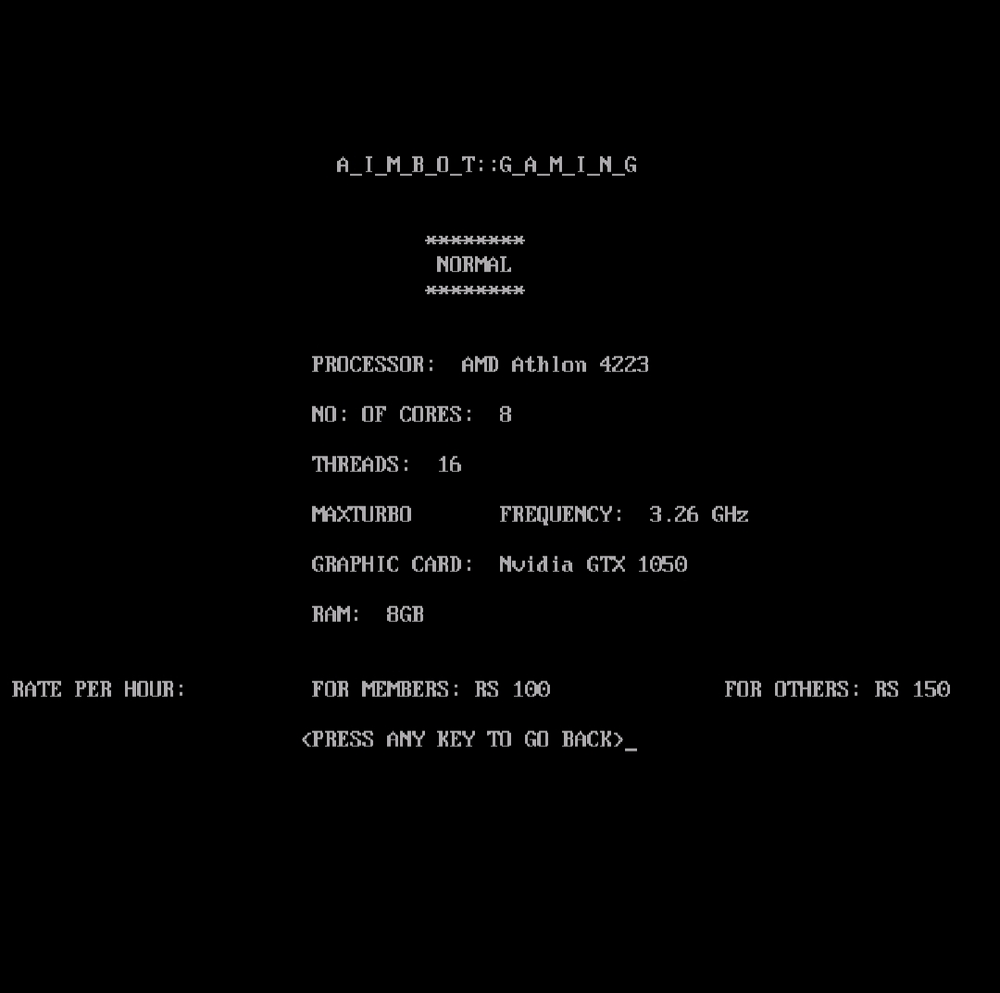 A_I_M_B_O_T::G_A_M_I_N_G
********
NORMAL
********
PROCESSOR:  AMD Athlon 4223
NO: OF CORES:  8
THREADS:  16
MAXTURBO       FREQUENCY:  3.26 GHz
GRAPHIC CARD:  Nvidia GTX 1050
RAM:  8GB
RATE PER HOUR:          FOR MEMBERS: RS 100              FOR OTHERS: RS 150
<PRESS ANY KEY TO GO BACK>_